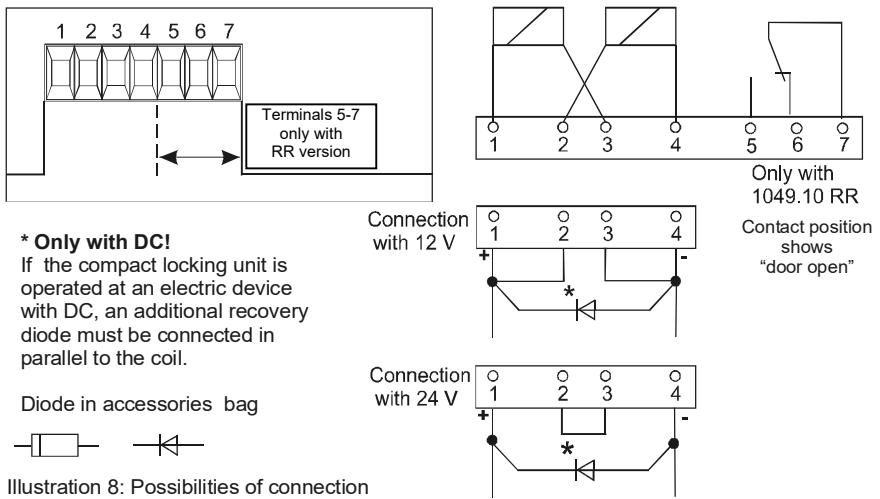 1 2 3 4 5 6 7
Terminals 5-7
only with
RR version
* Only with DC!
If the compact locking unit is
operated at an electric device
with DC, an additional recovery
diode must be connected in
parallel to the coil.
Diode in accessories bag
Illustration 8: Possibilities of connection
1 2 3 4 5 6 7
Only with
1049.10 RR
Contact position
shows
“door open”
Connection
with 12 V
1 2 3 4
+ -
*
Connection
with 24 V
1 2 3 4
+ -
*